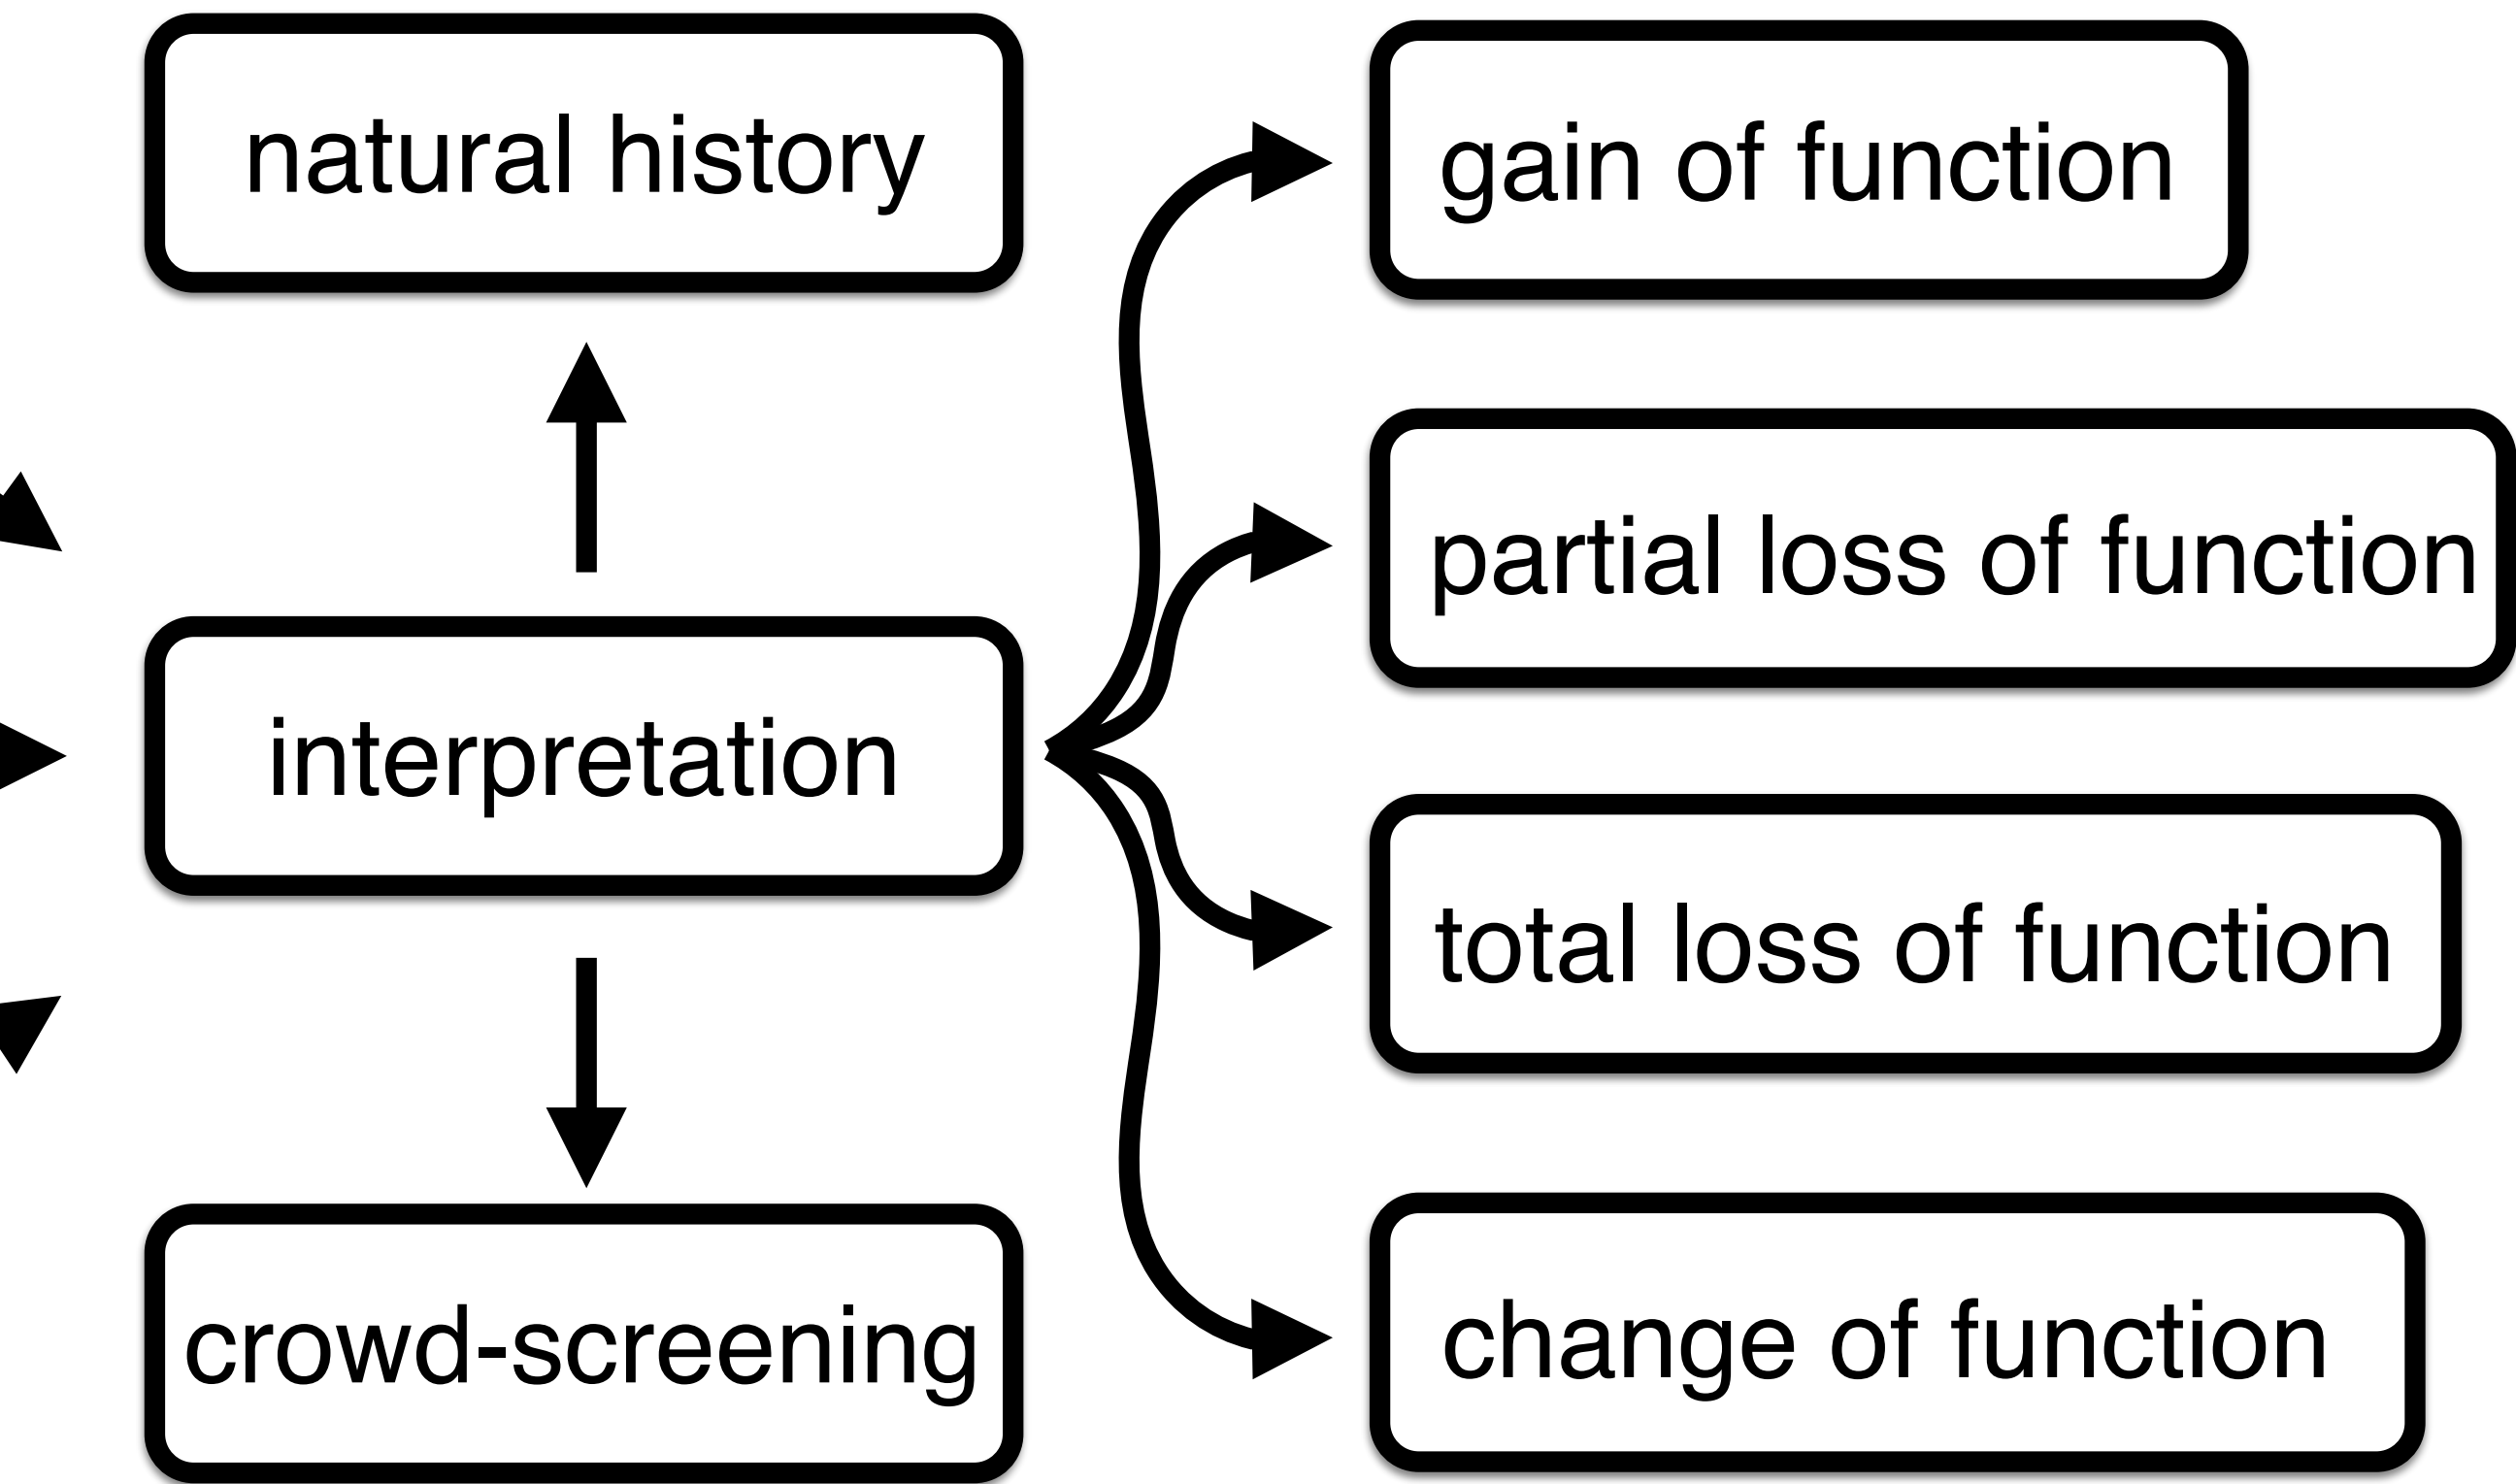 natural history
interpretation
crowd-screening
gain of function
partial loss of function
total loss of function
change of function